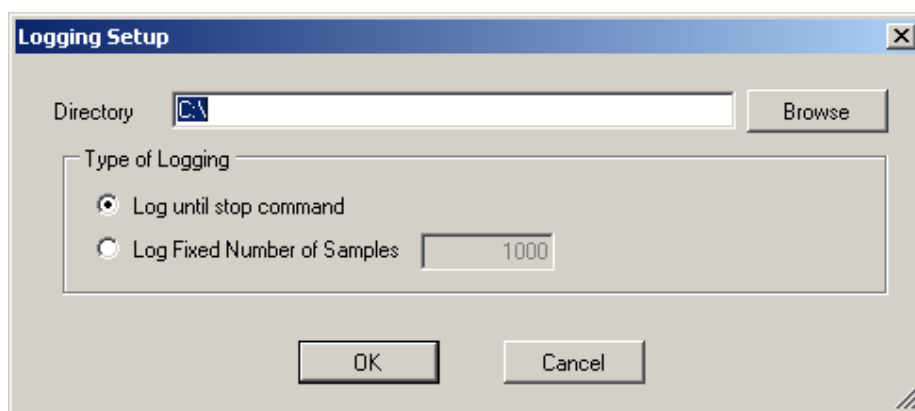 Logging Setup
Directory C:\ Browse
Type of Logging
Log until stop command
Log Fixed Number of Samples 1000
OK Cancel